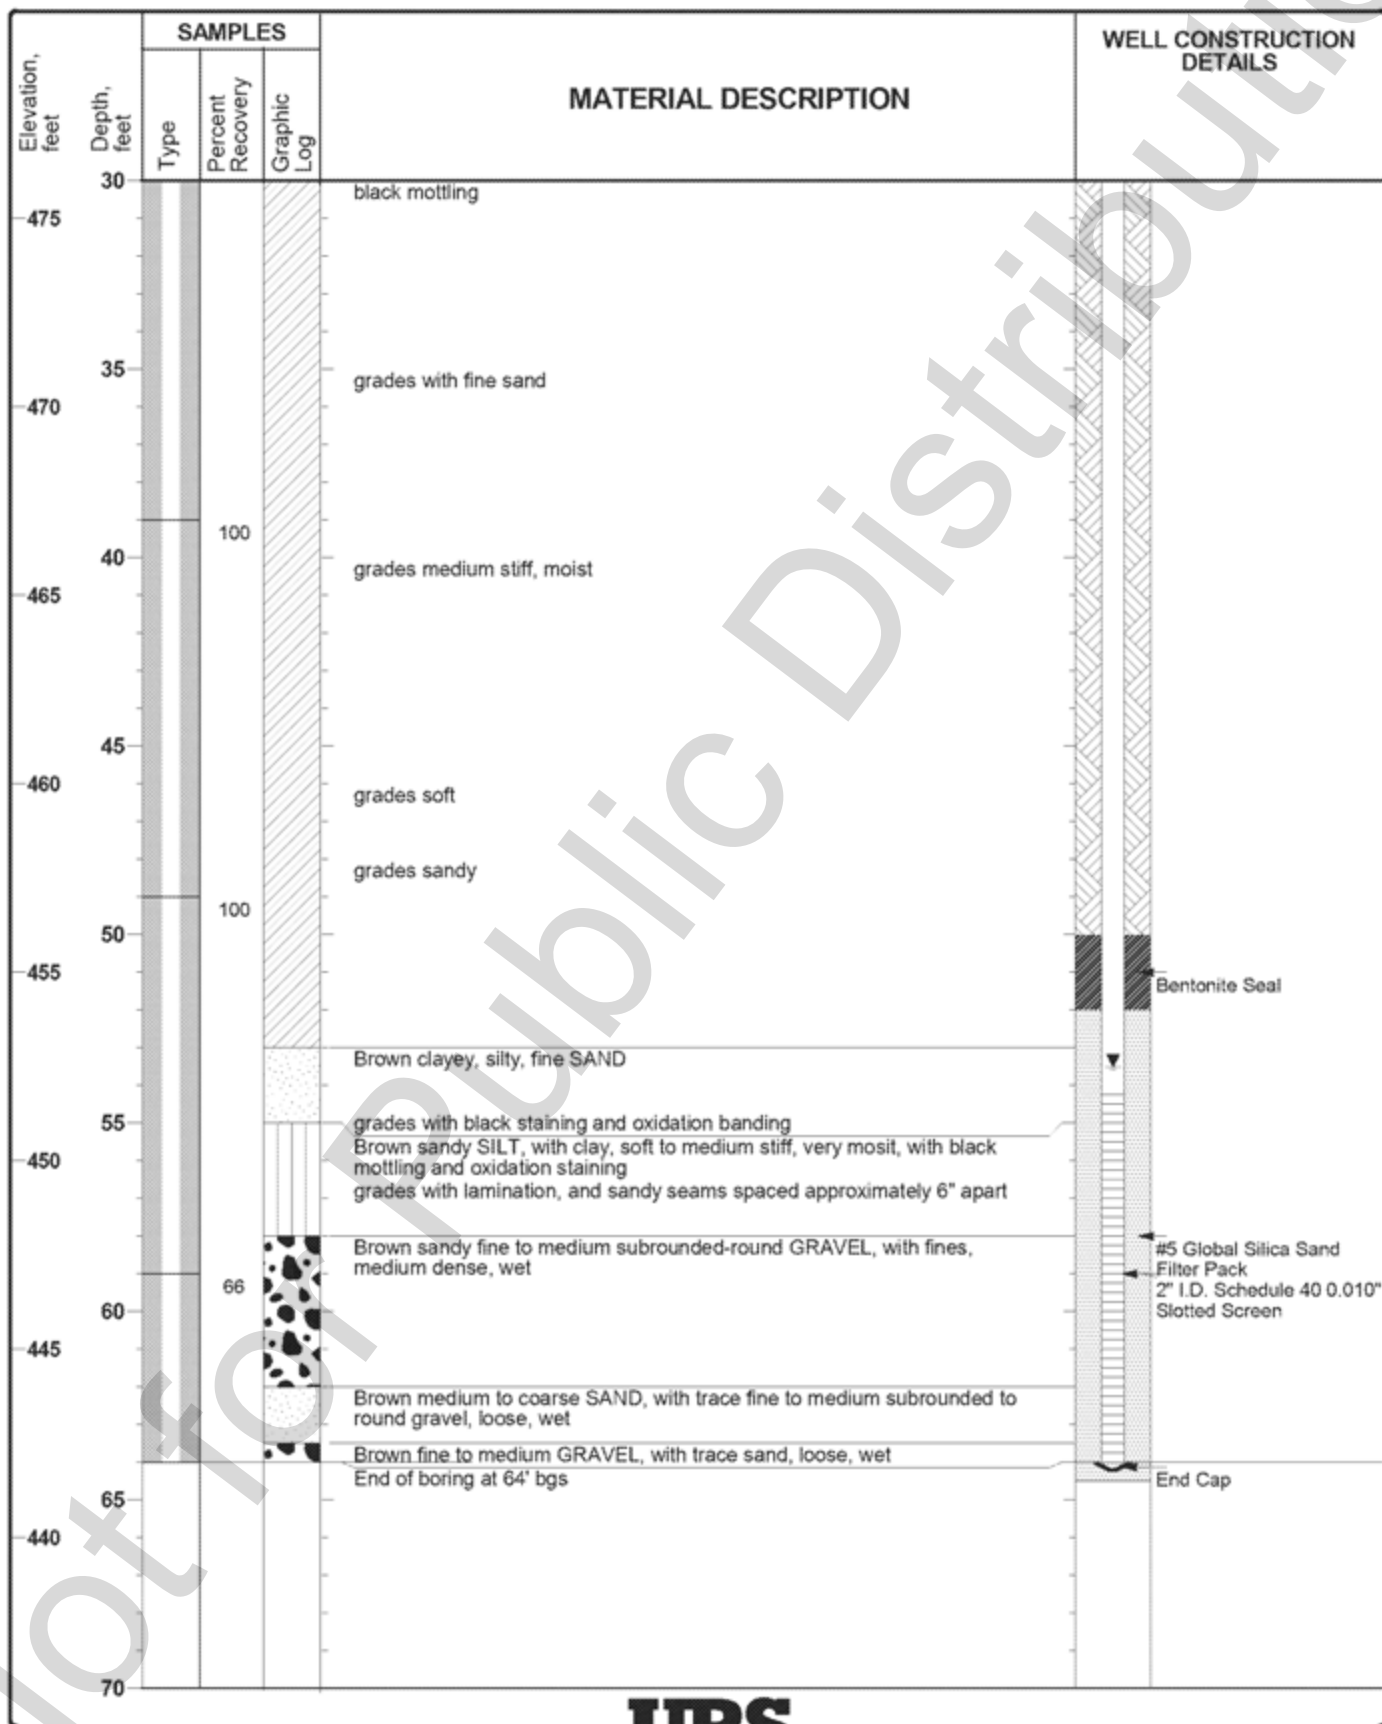 SAMPLES
WELL CONSTRUCTION
DETAILS
MATERIAL DESCRIPTION
Elevation,
feet
Depth,
feet
Type
Percent
Recovery
Graphic
Log
30
black mottling
475
35
grades with fine sand
470
100
40
grades medium stiff, moist
465
45
460
grades soft
grades sandy
100
50
455
Bentonite Seal
Brown clayey, silty, fine SAND
55
grades with black staining and oxidation banding
Brown sandy SILT, with clay, soft to medium stiff, very mosit, with black
mottling and oxidation staining
450
grades with lamination, and sandy seams spaced approximately 6" apart
Brown sandy fine to medium subrounded-round GRAVEL, with fines,
medium dense, wet
#5 Global Silica Sand
Filter Pack
66
2" I.D. Schedule 40 0.010"
Slotted Screen
60
445
Brown medium to coarse SAND, with trace fine to medium subrounded to
round gravel, loose, wet
Brown fine to medium GRAVEL, with trace sand, loose, wet
End of boring at 64' bgs
End Cap
65
440
70
URS
Not for Public Distribution